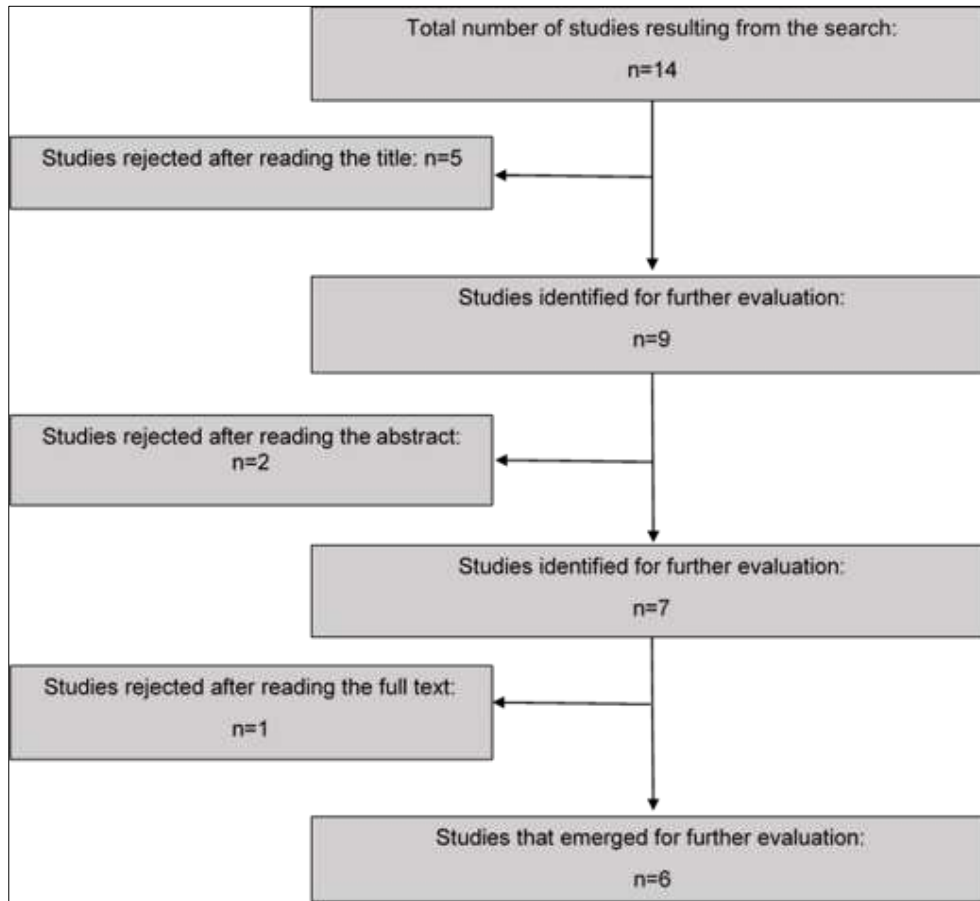 Total number of studies resulting from the search:
n=14
Studies rejected after reading the title: n=5
Studies identified for further evaluation:
n=9
Studies rejected after reading the abstract:
n=2
Studies identified for further evaluation:
n=7
Studies rejected after reading the full text:
n=1
Studies that emerged for further evaluation:
n=6